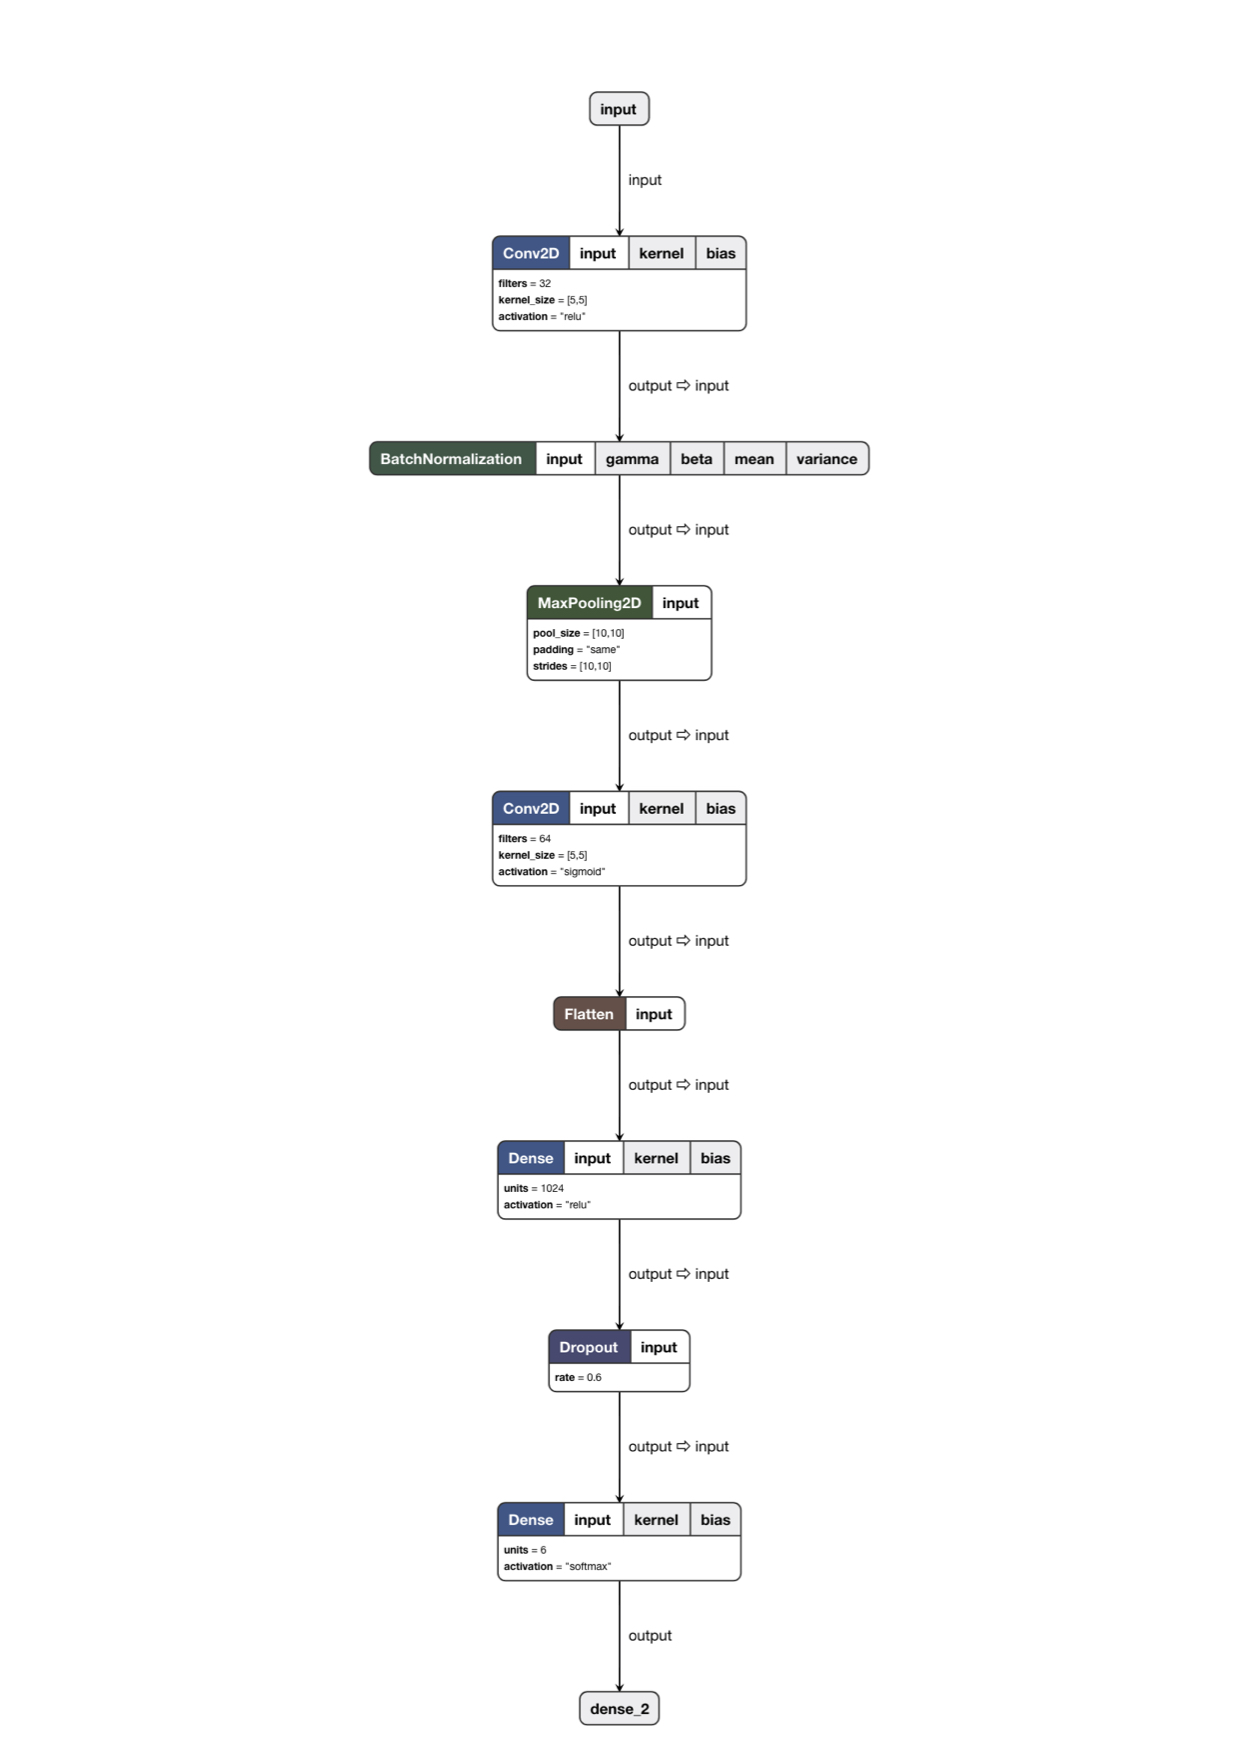 input
input
Conv2D input kernel bias
filters = 32
kernel_size = [5,5]
activation = "relu"
output ⇨ input
BatchNormalization input gamma beta mean variance
output ⇨ input
MaxPooling2D input
pool_size = [10,10]
padding = "same"
strides = [10,10]
output ⇨ input
Conv2D input kernel bias
filters = 64
kernel_size = [5,5]
activation = "sigmoid"
output ⇨ input
Flatten input
output ⇨ input
Dense input kernel bias
units = 1024
activation = "relu"
output ⇨ input
Dropout input
rate = 0.6
output ⇨ input
Dense input kernel bias
units = 6
activation = "softmax"
output
dense_2